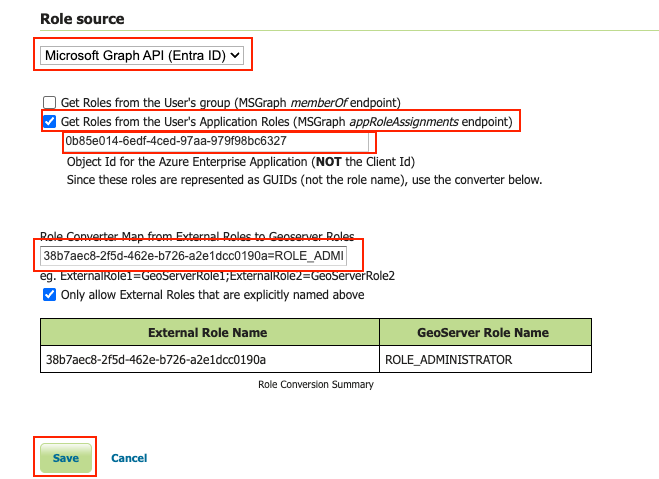 Role source
Microsoft Graph API (Entra ID)
Get Roles from the User's group (MSGraph memberOf endpoint)
Get Roles from the User's Application Roles (MSGraph appRoleAssignments endpoint)
0b85e014-6edf-4ced-97aa-979f98bc6327
Object Id for the Azure Enterprise Application (NOT the Client Id)
Since these roles are represented as GUIDs (not the role name), use the converter below.
Role Converter Map from External Roles to Geoserver Roles
38b7aec8-2f5d-462e-b726-a2e1dcc0190a=ROLE_ADMI
eg. ExternalRole1=GeoServerRole1;ExternalRole2=GeoServerRole2
Only allow External Roles that are explicitly named above
External Role Name GeoServer Role Name
38b7aec8-2f5d-462e-b726-a2e1dcc0190a ROLE_ADMINISTRATOR
Role Conversion Summary
Save Cancel